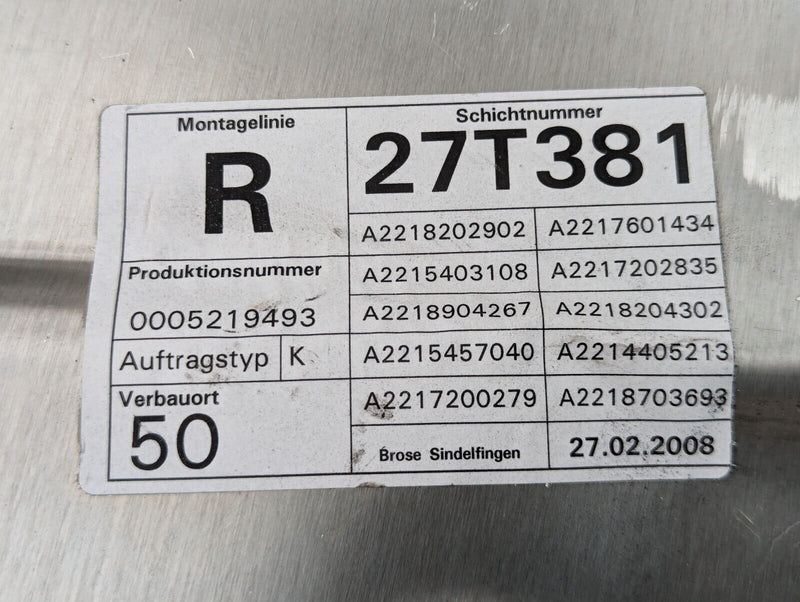 Montagelinie
R
Schichtnummer
27T381
Produktionsnummer
0005219493
Auftragstyp K
Verbauort
50
A2218202902 A2217601434
A2215403108 A2217202835
A2218904267 A2218204302
A2215457040 A2214405213
A2217200279 A2218703693
Brose Sindelfingen 27.02.2008